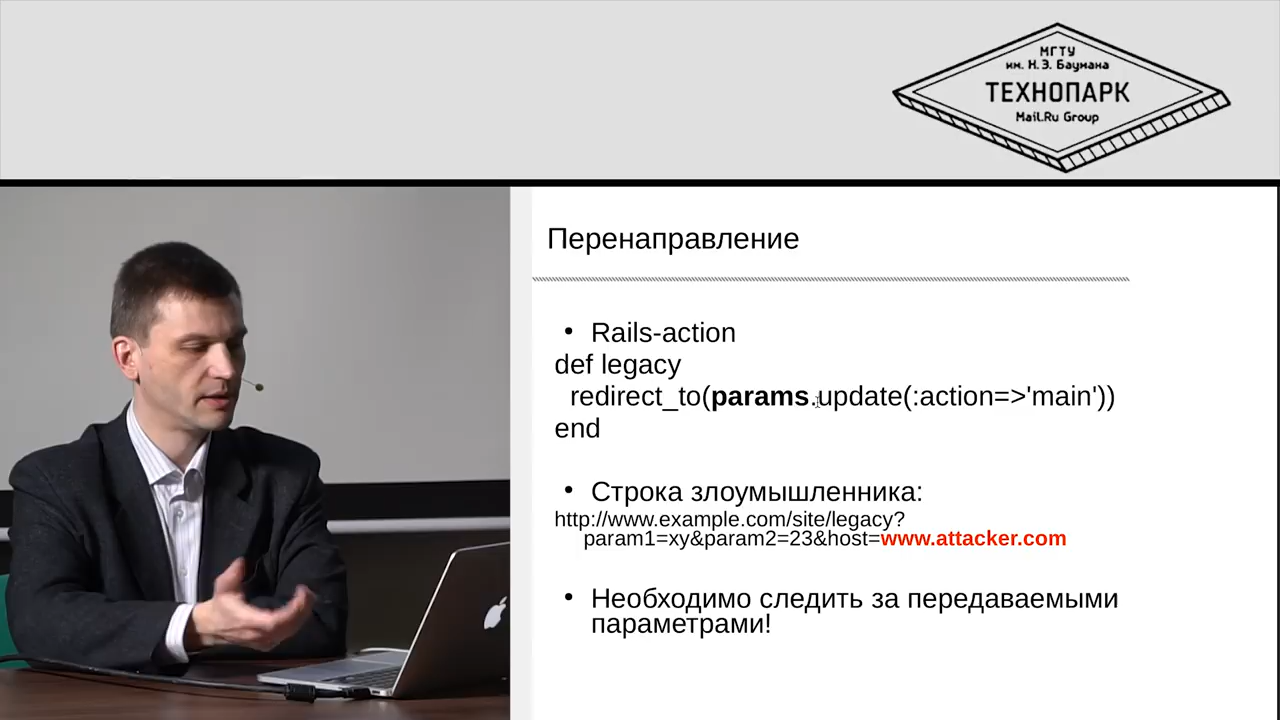 МГТУ
им. Н.Э. Баумана
ТЕХНОПАРК
Mail.Ru Group
Перенаправление
• Rails-action
def legacy
redirect_to(params.update(:action=>'main'))
end
• Строка злоумышленника:
http://www.example.com/site/legacy?
param1=xy&param2=23&host=www.attacker.com
• Необходимо следить за передаваемыми
параметрами!